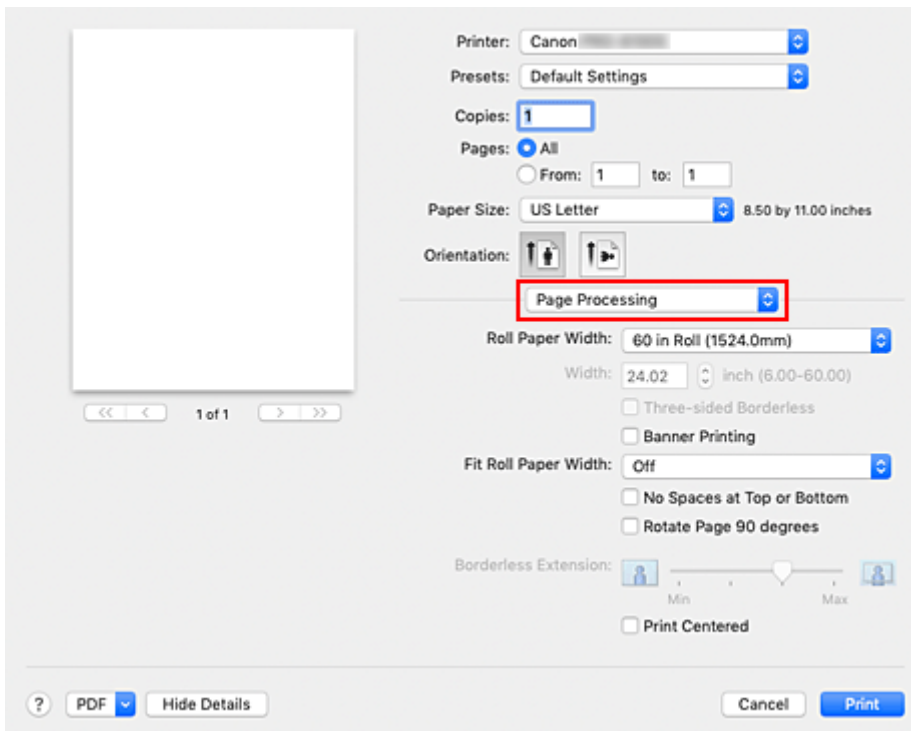 Printer: Canon
Presets: Default Settings
Copies: 1
Pages: All
From: 1 to: 1
Paper Size: US Letter 8.50 by 11.00 inches
Orientation:
Page Processing
Roll Paper Width: 60 in Roll (1524.0mm)
Width: 24.02 inch (6.00-60.00)
Three-sided Borderless
<< < 1 of 1 > >>
Banner Printing
Fit Roll Paper Width: Off
No Spaces at Top or Bottom
Rotate Page 90 degrees
Borderless Extension:
Min Max
Print Centered
? PDF Hide Details Cancel Print